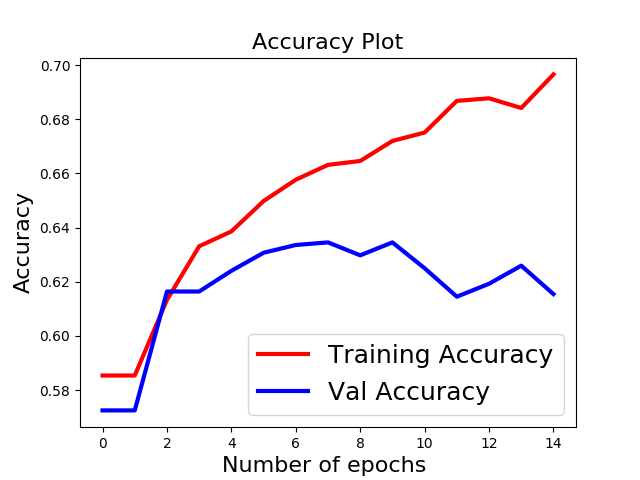 Accuracy Plot
Accuracy
0.70
0.68
0.66
0.64
0.62
0.60
0.58
Training Accuracy
Val Accuracy
0 2 4 6 8 10 12 14
Number of epochs